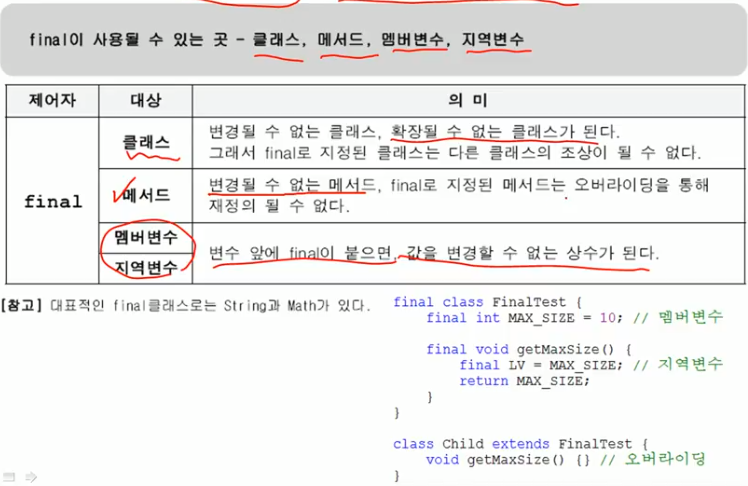 final이 사용될 수 있는 곳 - 클래스, 메서드, 멤버변수, 지역변수
제어자 대상 의 미
final
클래스
변경될 수 없는 클래스, 확장될 수 없는 클래스가 된다.
그래서 final로 지정된 클래스는 다른 클래스의 조상이 될 수 없다.
메서드
변경될 수 없는 메서드, final로 지정된 메서드는 오버라이딩을 통해
재정의 될 수 없다.
멤버변수
지역변수
변수 앞에 final이 붙으면, 값을 변경할 수 없는 상수가 된다.
[참고] 대표적인 final클래스로는 String과 Math가 있다.
final class FinalTest {
final int MAX_SIZE = 10; // 멤버변수
final void getMaxSize() {
final LV = MAX_SIZE; // 지역변수
return MAX_SIZE;
}
}
class Child extends FinalTest {
void getMaxSize() {} // 오버라이딩
}